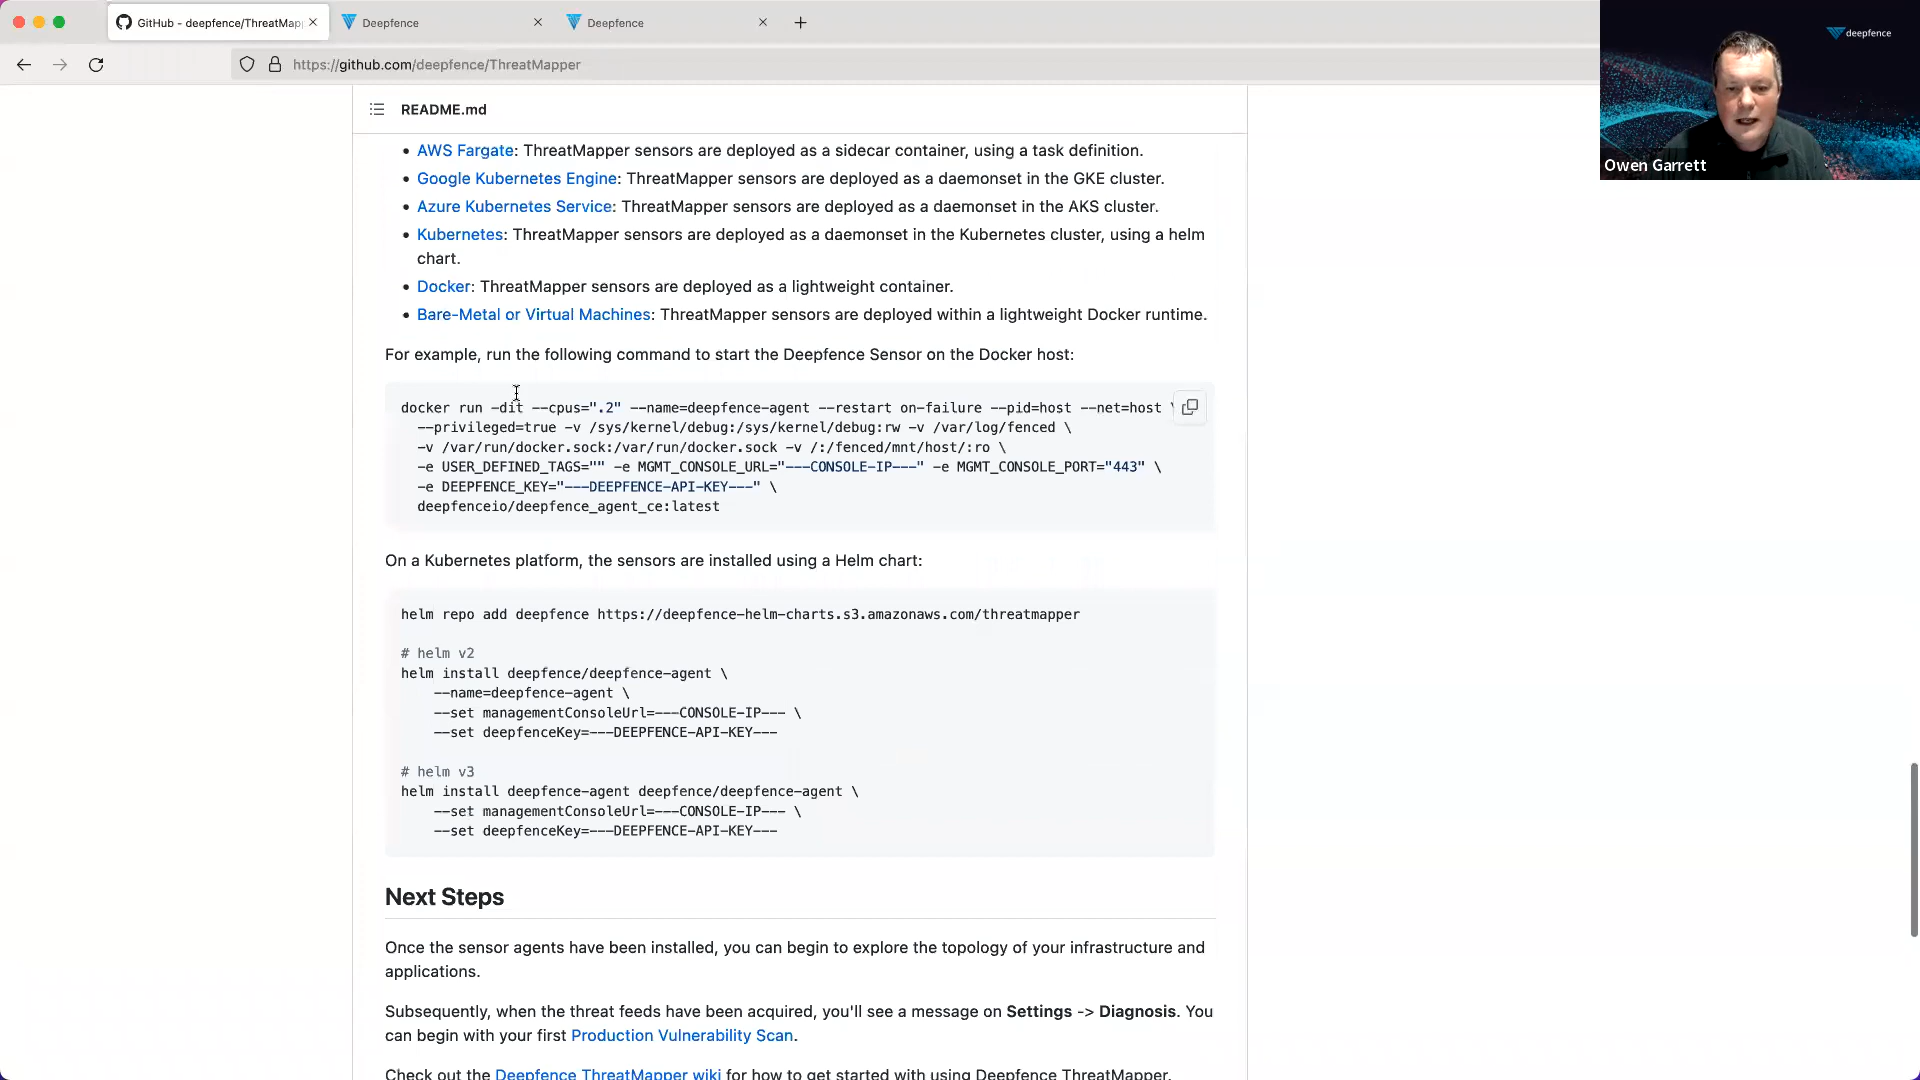 GitHub - deepfence/ThreatMap
Deepfence
Deepfence
https://github.com/deepfence/ThreatMapper
deepfence
Owen Garrett
README.md
• AWS Fargate: ThreatMapper sensors are deployed as a sidecar container, using a task definition.
• Google Kubernetes Engine: ThreatMapper sensors are deployed as a daemonset in the GKE cluster.
• Azure Kubernetes Service: ThreatMapper sensors are deployed as a daemonset in the AKS cluster.
• Kubernetes: ThreatMapper sensors are deployed as a daemonset in the Kubernetes cluster, using a helm
chart.
• Docker: ThreatMapper sensors are deployed as a lightweight container.
• Bare-Metal or Virtual Machines: ThreatMapper sensors are deployed within a lightweight Docker runtime.
For example, run the following command to start the Deepfence Sensor on the Docker host:
docker run -dit --cpus=".2" --name=deepfence-agent --restart on-failure --pid=host --net=host \
--privileged=true -v /sys/kernel/debug:/sys/kernel/debug:rw -v /var/log/fenced \
-v /var/run/docker.sock:/var/run/docker.sock -v /:/fenced/mnt/host/:ro \
-e USER_DEFINED_TAGS="" -e MGMT_CONSOLE_URL="---CONSOLE-IP---" -e MGMT_CONSOLE_PORT="443" \
-e DEEPFENCE_KEY="---DEEPFENCE-API-KEY---" \
deepfenceio/deepfence_agent_ce:latest
On a Kubernetes platform, the sensors are installed using a Helm chart:
helm repo add deepfence https://deepfence-helm-charts.s3.amazonaws.com/threatmapper
# helm v2
helm install deepfence/deepfence-agent \
--name=deepfence-agent \
--set managementConsoleUrl=---CONSOLE-IP--- \
--set deepfenceKey=---DEEPFENCE-API-KEY---
# helm v3
helm install deepfence-agent deepfence/deepfence-agent \
--set managementConsoleUrl=---CONSOLE-IP--- \
--set deepfenceKey=---DEEPFENCE-API-KEY---
Next Steps
Once the sensor agents have been installed, you can begin to explore the topology of your infrastructure and
applications.
Subsequently, when the threat feeds have been acquired, you'll see a message on Settings -> Diagnosis. You
can begin with your first Production Vulnerability Scan.
Check out the Deepfence ThreatMapper wiki for how to get started with using Deepfence ThreatMapper.